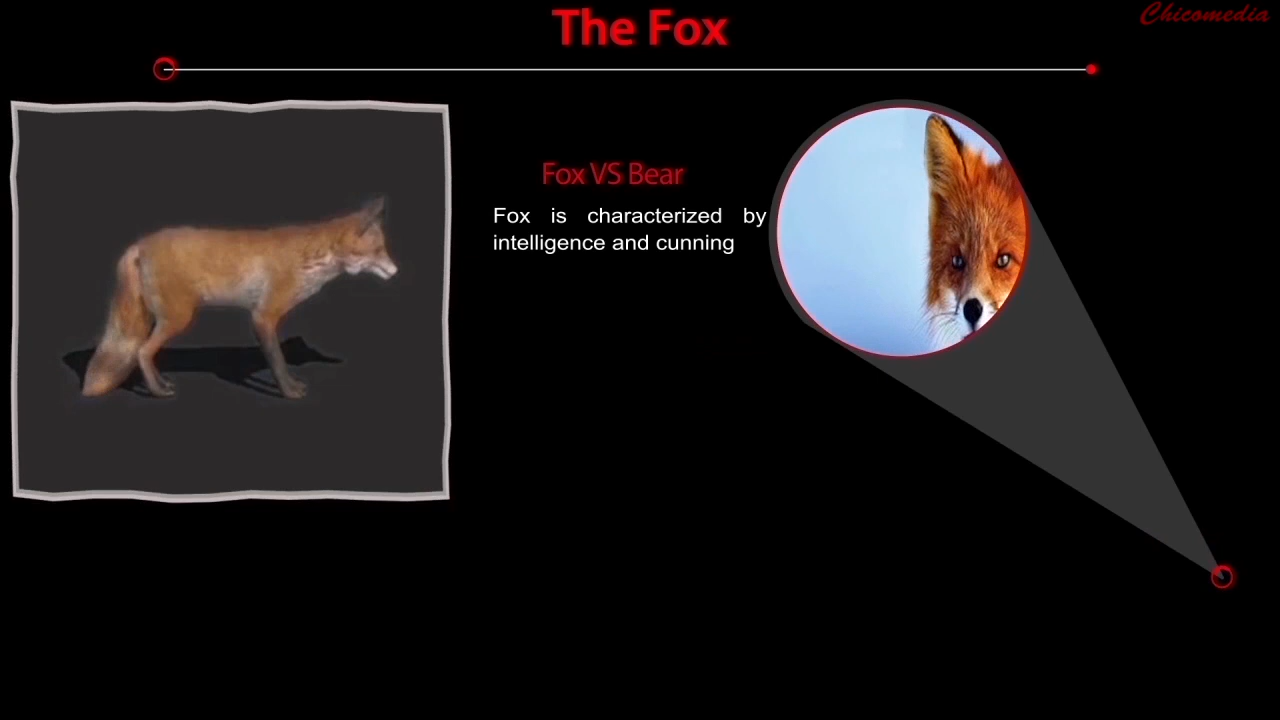 The Fox
Chicomedia
Fox VS Bear
Fox is characterized by
intelligence and cunning